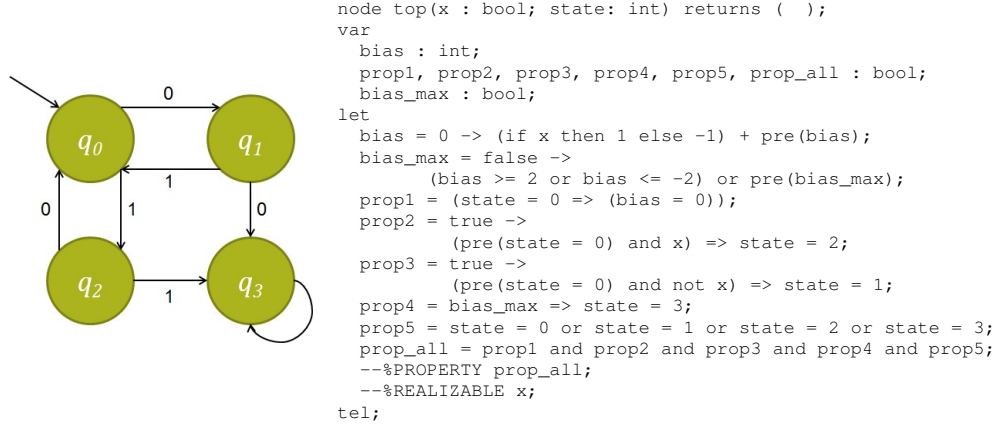 0
q0
q1
1
0
0
1
q2
q3
1
node top(x : bool; state: int) returns ( );
var
bias : int;
prop1, prop2, prop3, prop4, prop5, prop_all : bool;
bias_max : bool;
let
bias = 0 -> (if x then 1 else -1) + pre(bias);
bias_max = false ->
(bias >= 2 or bias <= -2) or pre(bias_max);
prop1 = (state = 0 => (bias = 0));
prop2 = true ->
(pre(state = 0) and x) => state = 2;
prop3 = true ->
(pre(state = 0) and not x) => state = 1;
prop4 = bias_max => state = 3;
prop5 = state = 0 or state = 1 or state = 2 or state = 3;
prop_all = prop1 and prop2 and prop3 and prop4 and prop5;
--%PROPERTY prop_all;
--%REALIZABLE x;
tel;